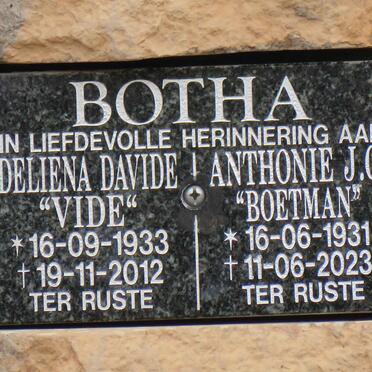 BOTHA
IN LIEFDEVOLLE HERINNERING AA
DELIENA DAVIDE ANTHONIE J.C
"VIDE" "BOETMAN"
*16-09-1933 *16-06-1931
†19-11-2012 †11-06-2023
TER RUSTE TER RUSTE